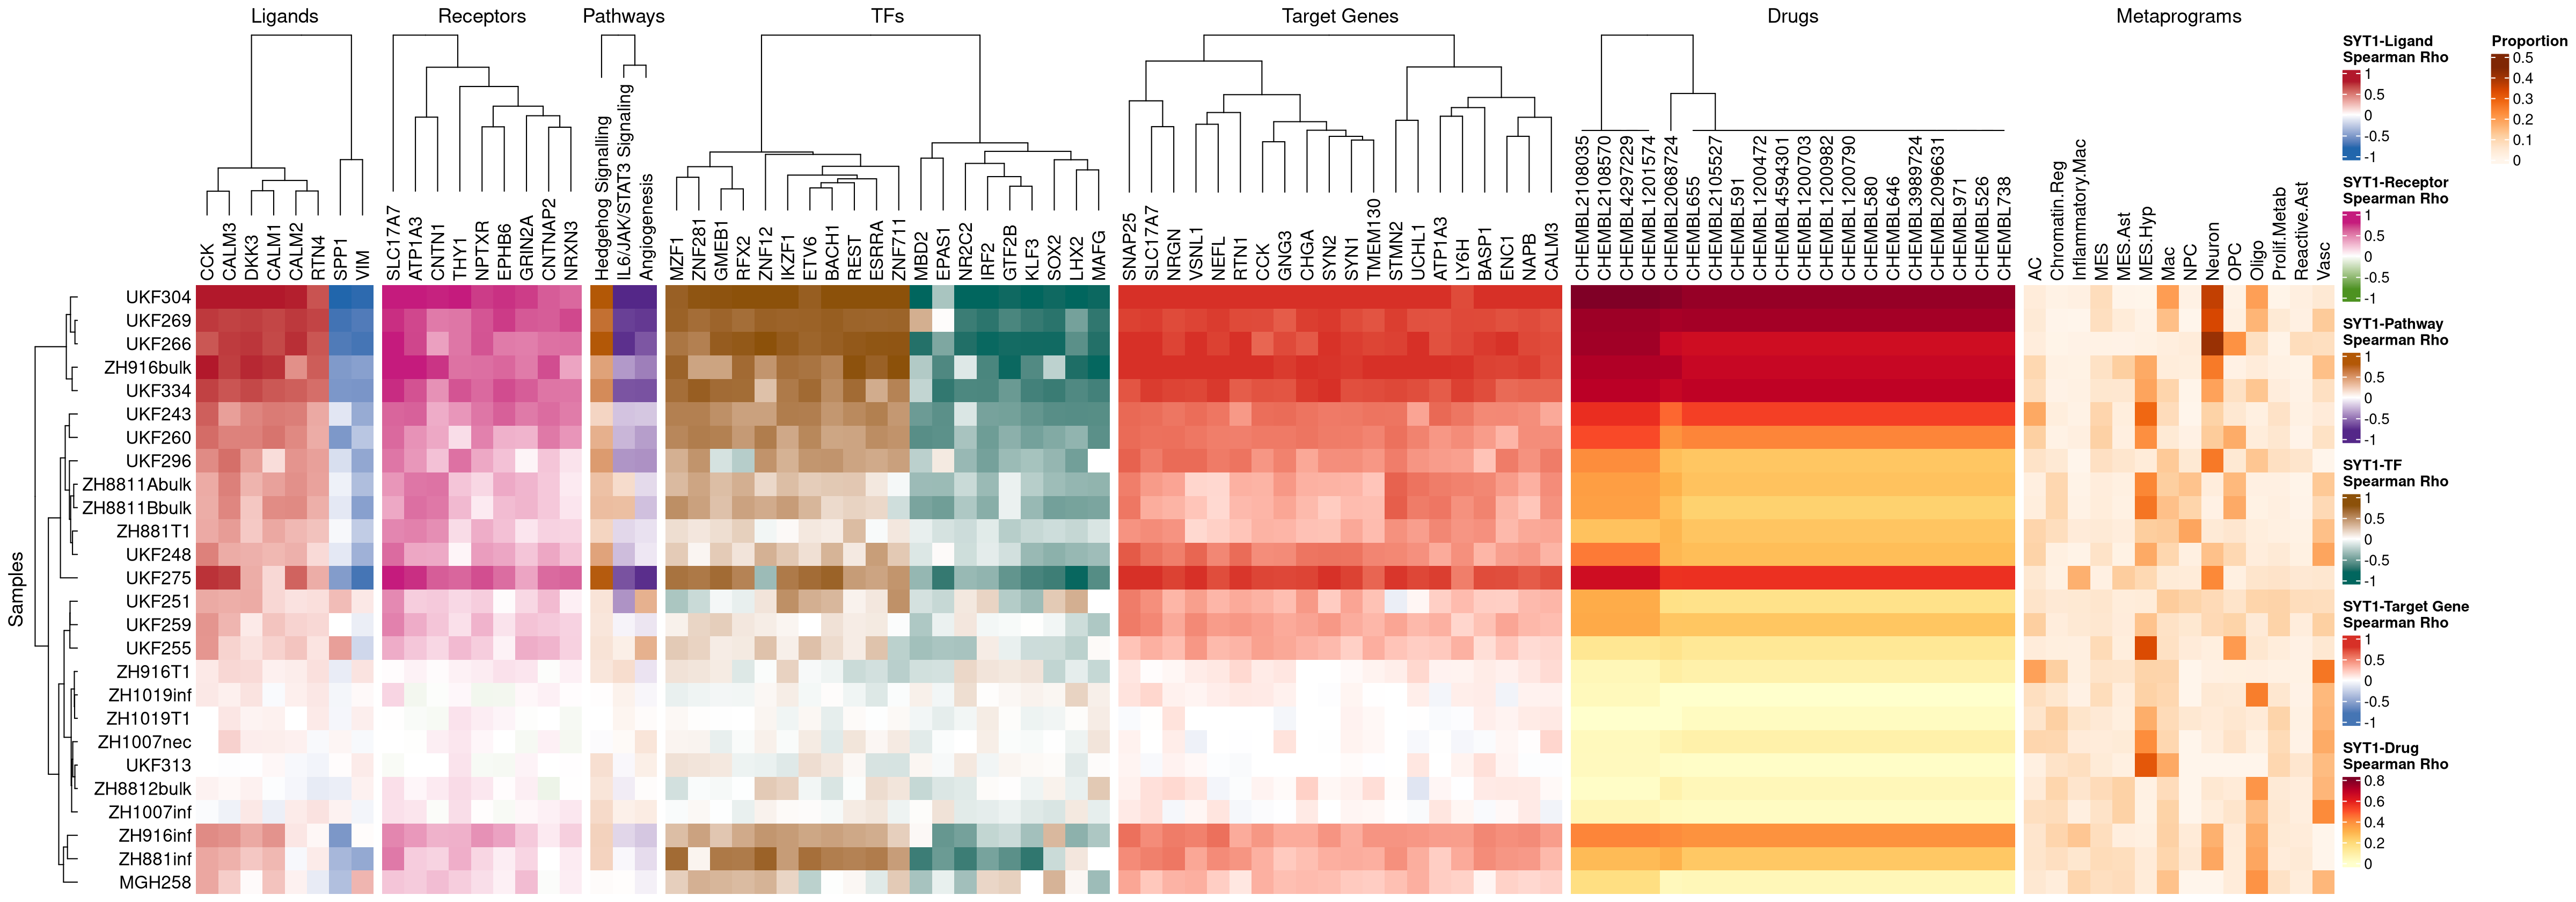 Ligands
Receptors
Pathways
TFs
Target Genes
Drugs
Metaprograms
CCK
CALM3
DKK3
CALM1
CALM2
RTN4
SPP1
VIM
SLC17A7
ATP1A3
CNTN1
THY1
NPTXR
EPHB6
GRIN2A
CNTNAP2
NRXN3
Hedgehog Signalling
IL6/JAK/STAT3 Signaling
Angiogenesis
MZF1
ZNF281
GMEB1
RFX2
ZNF12
IKZF1
ETV6
BACH1
REST
ESRRA
ZNF711
MBD2
EPAS1
NR2C2
IRF2
GTF2B
KLF3
SOX2
LHX2
MAFG
SNAP25
SLC17A7
NRGN
VSNL1
NEFL
RTN1
CCK
GNG3
CHGA
SYN2
SYN1
TMEM130
STMN2
UCHL1
ATP1A3
LY6H
BASP1
ENC1
NAPB
CALM3
CHEMBL2108035
CHEMBL2108570
CHEMBL4297229
CHEMBL1201574
CHEMBL2068724
CHEMBL655
CHEMBL2105527
CHEMBL591
CHEMBL1200472
CHEMBL4594301
CHEMBL1200703
CHEMBL1200982
CHEMBL1200790
CHEMBL580
CHEMBL646
CHEMBL3989724
CHEMBL2096631
CHEMBL971
CHEMBL526
CHEMBL738
AC
Chromatin.Reg
Inflammatory.Mac
MES
MES.Ast
MES.Hyp
Mac
NPC
Neuron
OPC
Oligo
Prolif.Metab
Reactive.Ast
Vasc
Samples
UKF304
UKF269
UKF266
ZH916bulk
UKF334
UKF243
UKF260
UKF296
ZH8811Abulk
ZH8811Bbulk
ZH881T1
UKF248
UKF275
UKF251
UKF259
UKF255
ZH916T1
ZH1019inf
ZH1019T1
ZH1007nec
UKF313
ZH8812bulk
ZH1007inf
ZH916inf
ZH881inf
MGH258
SYT1-Ligand
Spearman Rho
1
0.5
0
-0.5
-1
SYT1-Receptor
Spearman Rho
1
0.5
0
-0.5
-1
SYT1-Pathway
Spearman Rho
1
0.5
0
-0.5
-1
SYT1-TF
Spearman Rho
1
0.5
0
-0.5
-1
SYT1-Target Gene
Spearman Rho
1
0.5
0
-0.5
-1
SYT1-Drug
Spearman Rho
0.8
0.6
0.4
0.2
0
Proportion
0.5
0.4
0.3
0.2
0.1
0